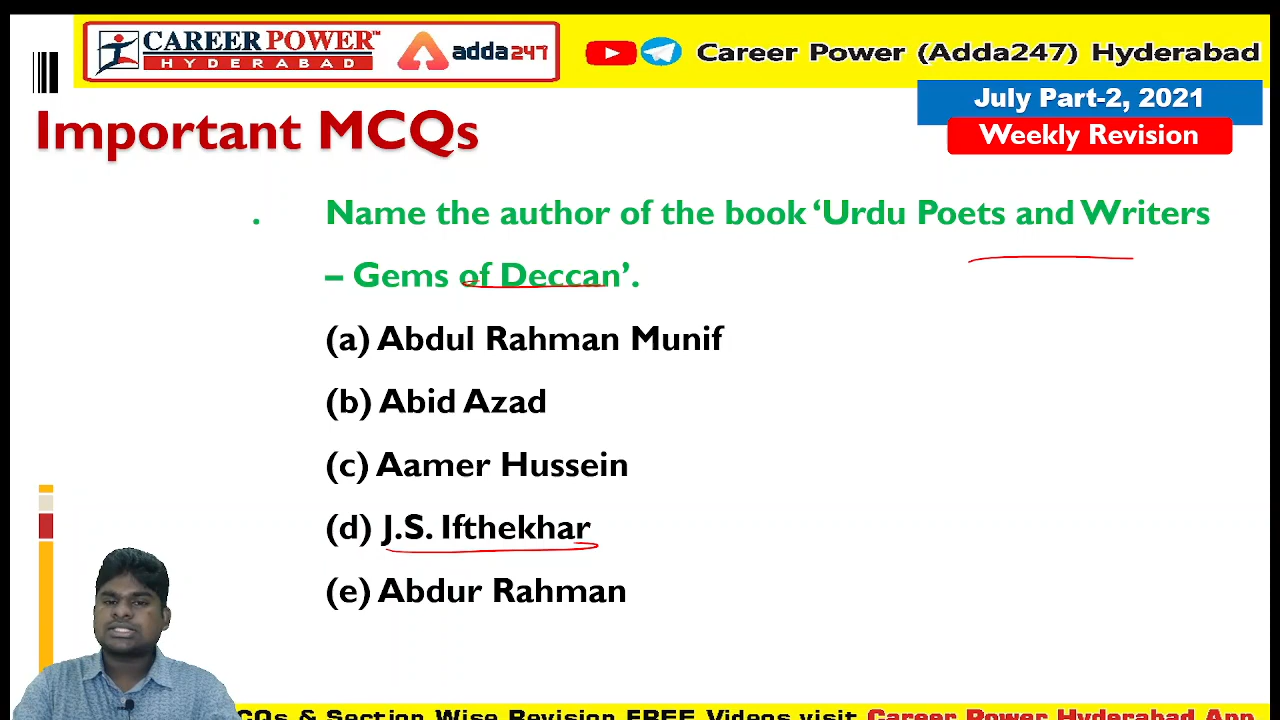 CAREER POWER™
HYDERABAD
adda247
Career Power (Adda247) Hyderabad
July Part-2, 2021
Weekly Revision
Important MCQs
. Name the author of the book ‘Urdu Poets and Writers
– Gems of Deccan’.
(a) Abdul Rahman Munif
(b) Abid Azad
(c) Aamer Hussein
(d) J.S. Ifthekhar
(e) Abdur Rahman
CQs & Section Wise Revision FREE Videos visit Career Power Hyderabad App